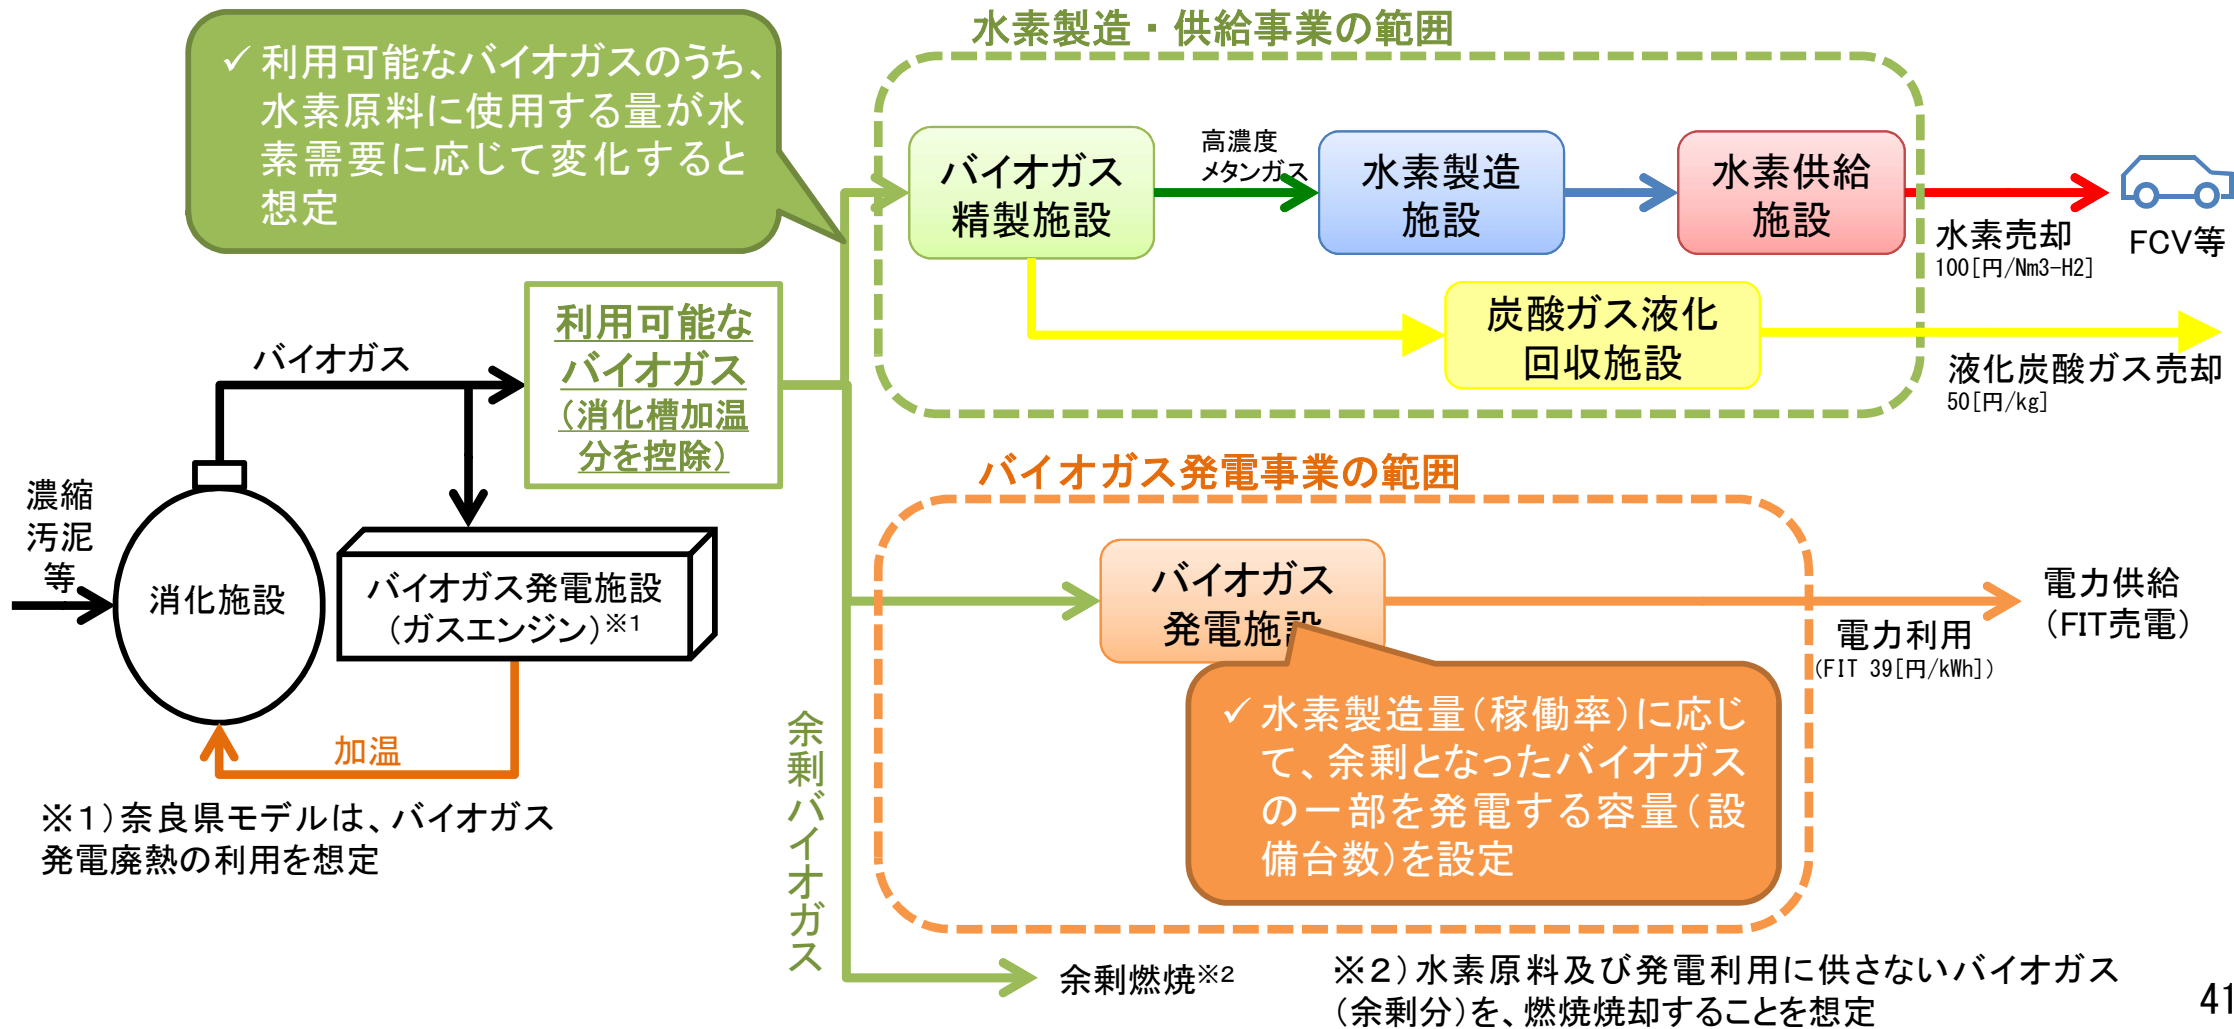 水素製造・供給事業の範囲
✓ 利用可能なバイオガスのうち、
水素原料に使用する量が水
素需要に応じて変化すると
想定
バイオガス
精製施設
高濃度
メタンガス
水素製造
施設
水素供給
施設
水素売却
100[円/Nm3-H2]
FCV等
炭酸ガス液化
回収施設
液化炭酸ガス売却
50[円/kg]
利用可能な
バイオガス
（消化槽加温
分を控除）
バイオガス
濃縮
汚泥
等
消化施設
バイオガス発電施設
（ガスエンジン）※1
加温
※１）奈良県モデルは、バイオガス
発電廃熱の利用を想定
余剰バイオガス
バイオガス発電事業の範囲
バイオガス
発電施設
電力利用
(FIT 39[円/kWh])
電力供給
（FIT売電）
✓ 水素製造量（稼働率）に応じ
て、余剰となったバイオガス
の一部を発電する容量（設
備台数）を設定
余剰燃焼※2
※２）水素原料及び発電利用に供さないバイオガス
（余剰分）を、燃焼焼却することを想定
41